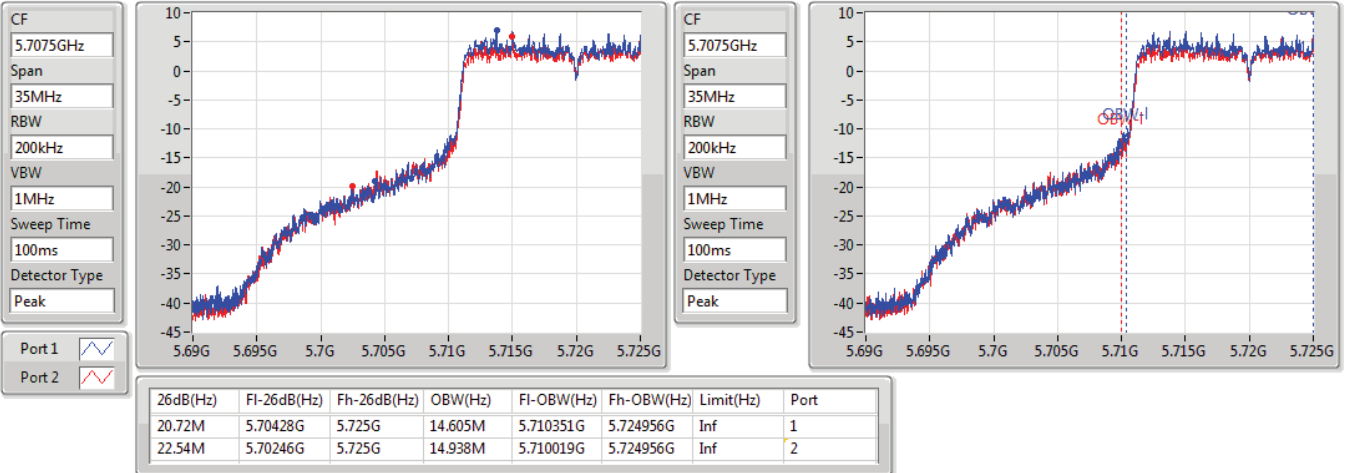 CF
5.7075GHz
Span
35MHz
RBW
200kHz
VBW
1MHz
Sweep Time
100ms
Detector Type
Peak
Port 1
Port 2
10
5
0
-5
-10
-15
-20
-25
-30
-35
-40
-45
5.69G 5.695G 5.7G 5.705G 5.71G 5.715G 5.72G 5.725G
CF
5.7075GHz
Span
35MHz
RBW
200kHz
VBW
1MHz
Sweep Time
100ms
Detector Type
Peak
10
5
0
-5
-10
-15
-20
-25
-30
-35
-40
-45
5.69G 5.695G 5.7G 5.705G 5.71G 5.715G 5.72G 5.725G
OBW-l
26dB(Hz) Fl-26dB(Hz) Fh-26dB(Hz) OBW(Hz) Fl-OBW(Hz) Fh-OBW(Hz) Limit(Hz) Port
20.72M 5.70428G 5.725G 14.605M 5.710351G 5.724956G Inf 1
22.54M 5.70246G 5.725G 14.938M 5.710019G 5.724956G Inf 2